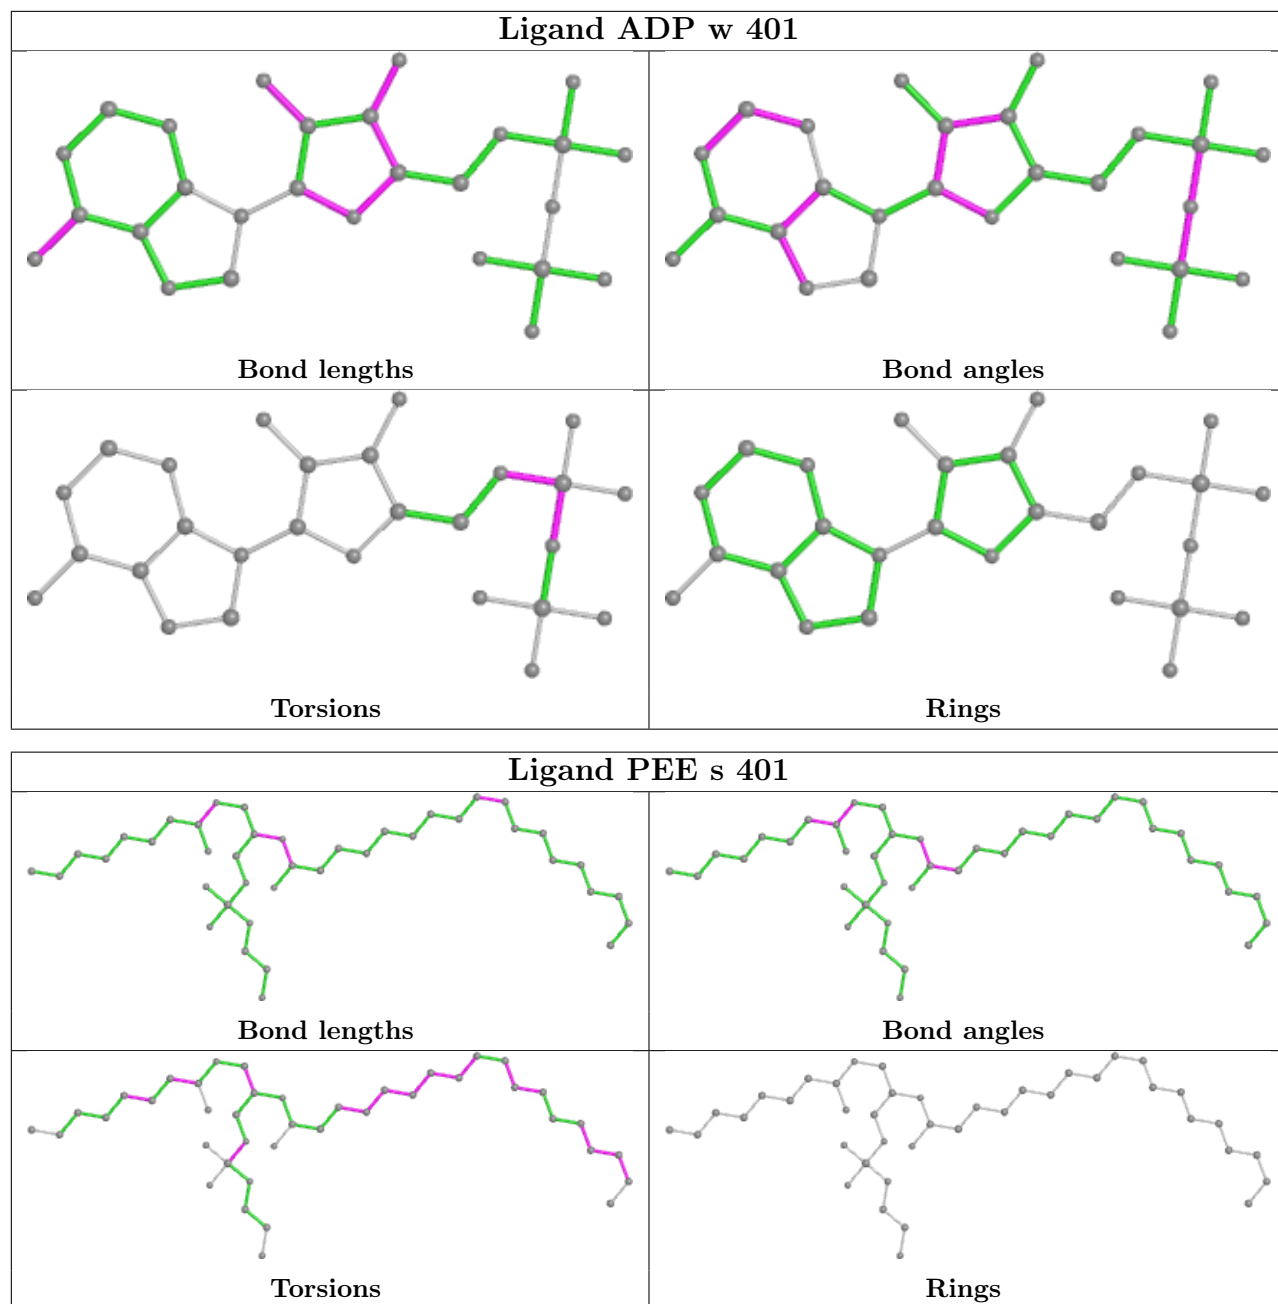 Ligand ADP w 401
Bond lengths
Bond angles
Torsions
Rings
Ligand PEE s 401
Bond lengths
Bond angles
Torsions
Rings